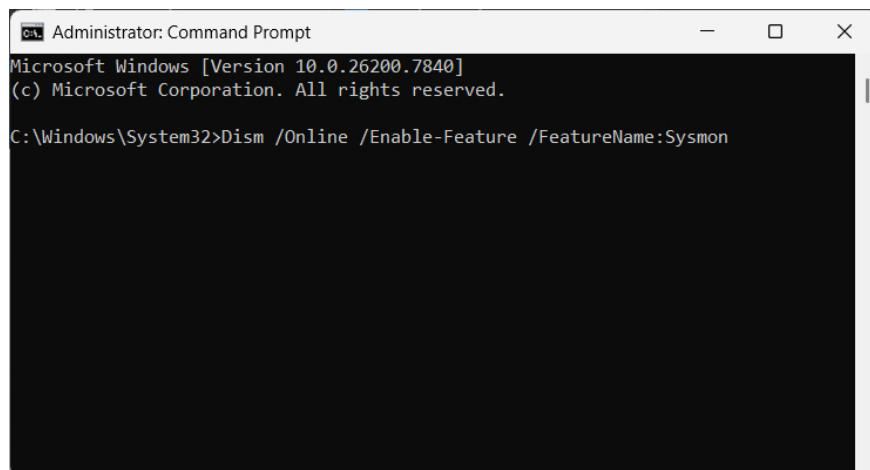 Administrator: Command Prompt
Microsoft Windows [Version 10.0.26200.7840]
(c) Microsoft Corporation. All rights reserved.
C:\Windows\System32>Dism /Online /Enable-Feature /FeatureName:Sysmon